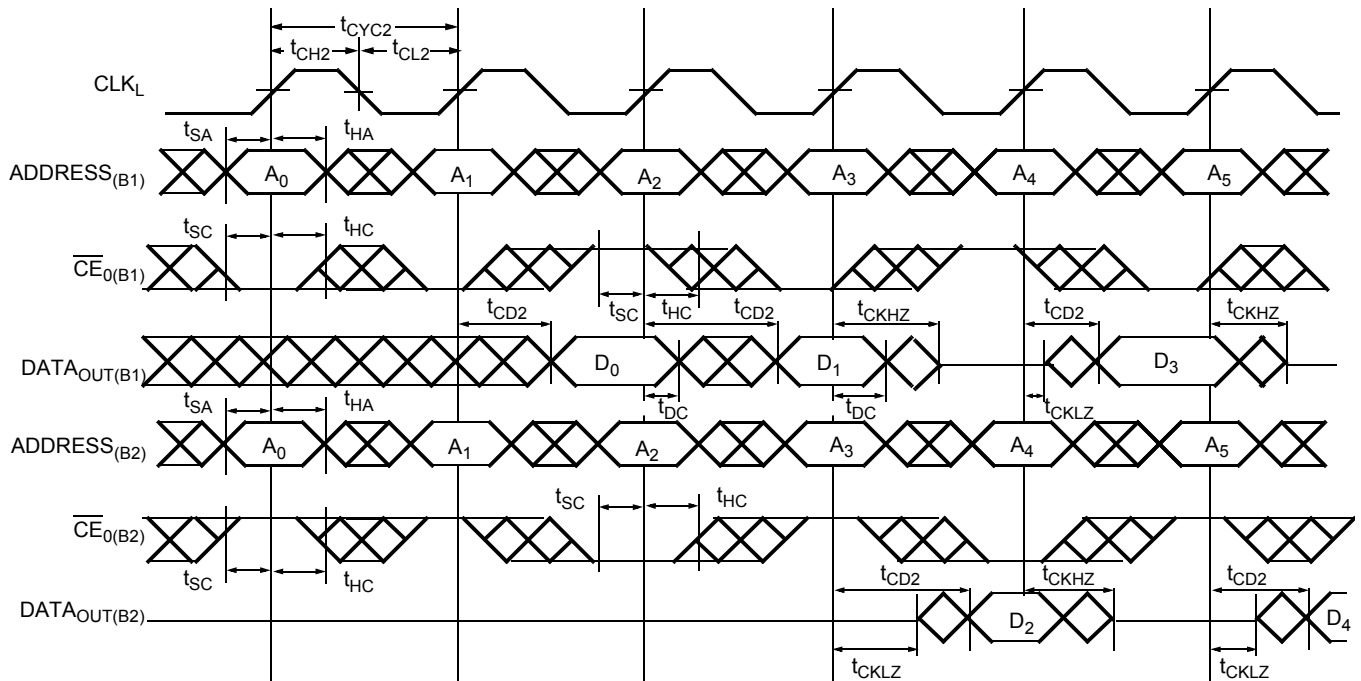 tCYC2
tCH2 tCL2
CLKL
tSA tHA
ADDRESS(B1) A0 A1 A2 A3 A4 A5
tSC tHC
CE0(B1)
tSC tHC
tCD2 tCD2 tCKHZ tCD2 tCKHZ
DATAOUT(B1) D0 D1 D3
tDC tDC tCKLZ
tSA tHA
ADDRESS(B2) A0 A1 A2 A3 A4 A5
tSC tHC
CE0(B2)
tSC tHC
tCD2 tCKHZ tCD2
DATAOUT(B2) D2 D4
tCKLZ tCKLZ